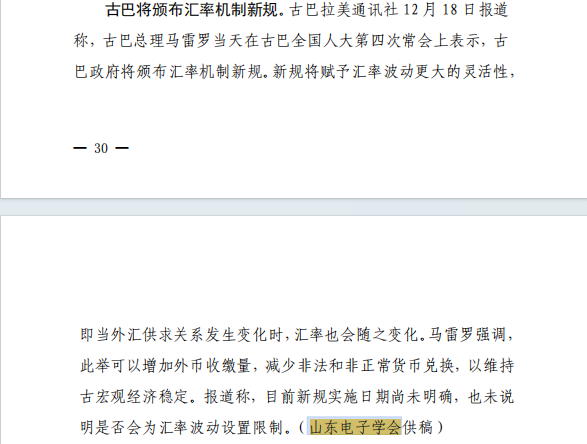 古巴将颁布汇率机制新规。古巴拉美通讯社 12 月 18 日报道
称，古巴总理马雷罗当天在古巴全国人大第四次常会上表示，古
巴政府将颁布汇率机制新规。新规将赋予汇率波动更大的灵活性，
— 30 —
即当外汇供求关系发生变化时，汇率也会随之变化。马雷罗强调，
此举可以增加外币收缴量，减少非法和非正常货币兑换，以维持
古宏观经济稳定。报道称，目前新规实施日期尚未明确，也未说
明是否会为汇率波动设置限制。（山东电子学会供稿）